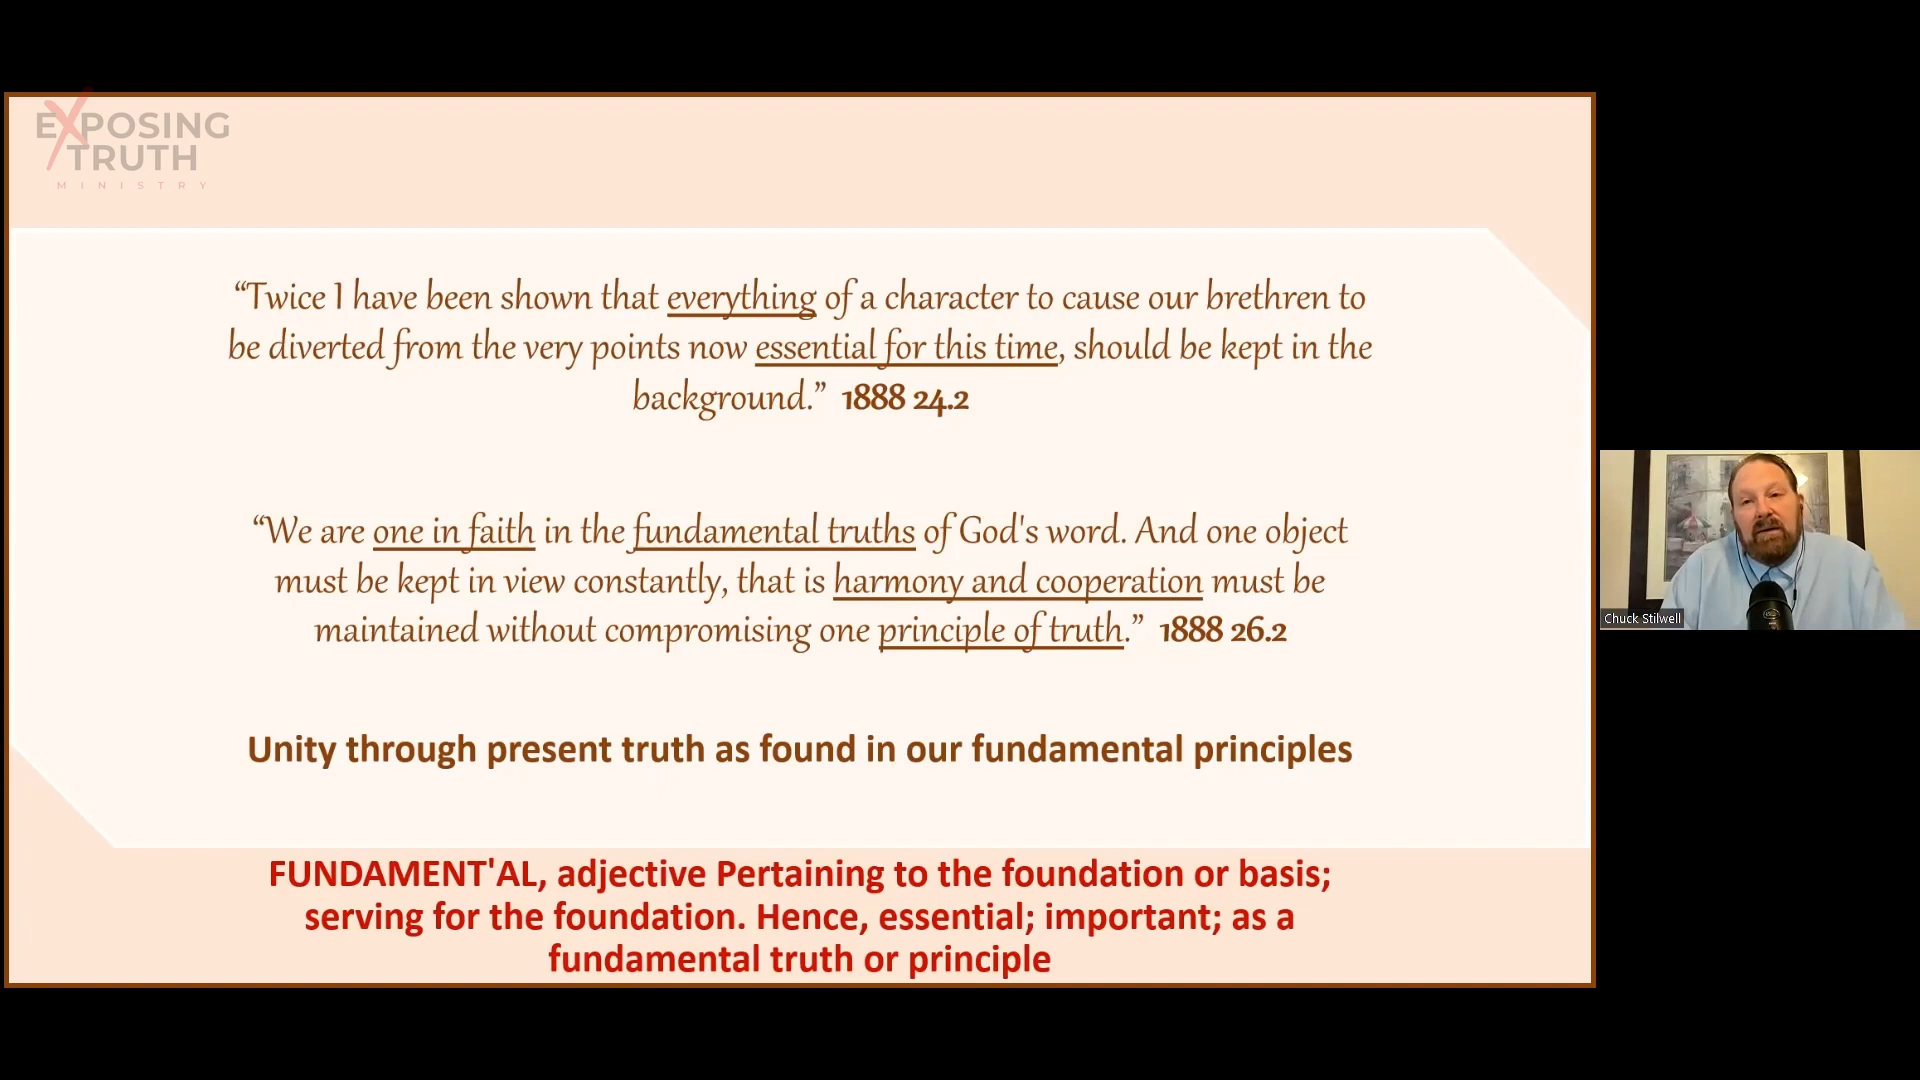 EXPOSING
TRUTH
MINISTRY
“Twice I have been shown that everything of a character to cause our brethren to
be diverted from the very points now essential for this time, should be kept in the
background.” 1888 24.2
“We are one in faith in the fundamental truths of God's word. And one object
must be kept in view constantly, that is harmony and cooperation must be
maintained without compromising one principle of truth.” 1888 26.2
Unity through present truth as found in our fundamental principles
FUNDAMENT'AL, adjective Pertaining to the foundation or basis;
serving for the foundation. Hence, essential; important; as a
fundamental truth or principle
Chuck Stilwell